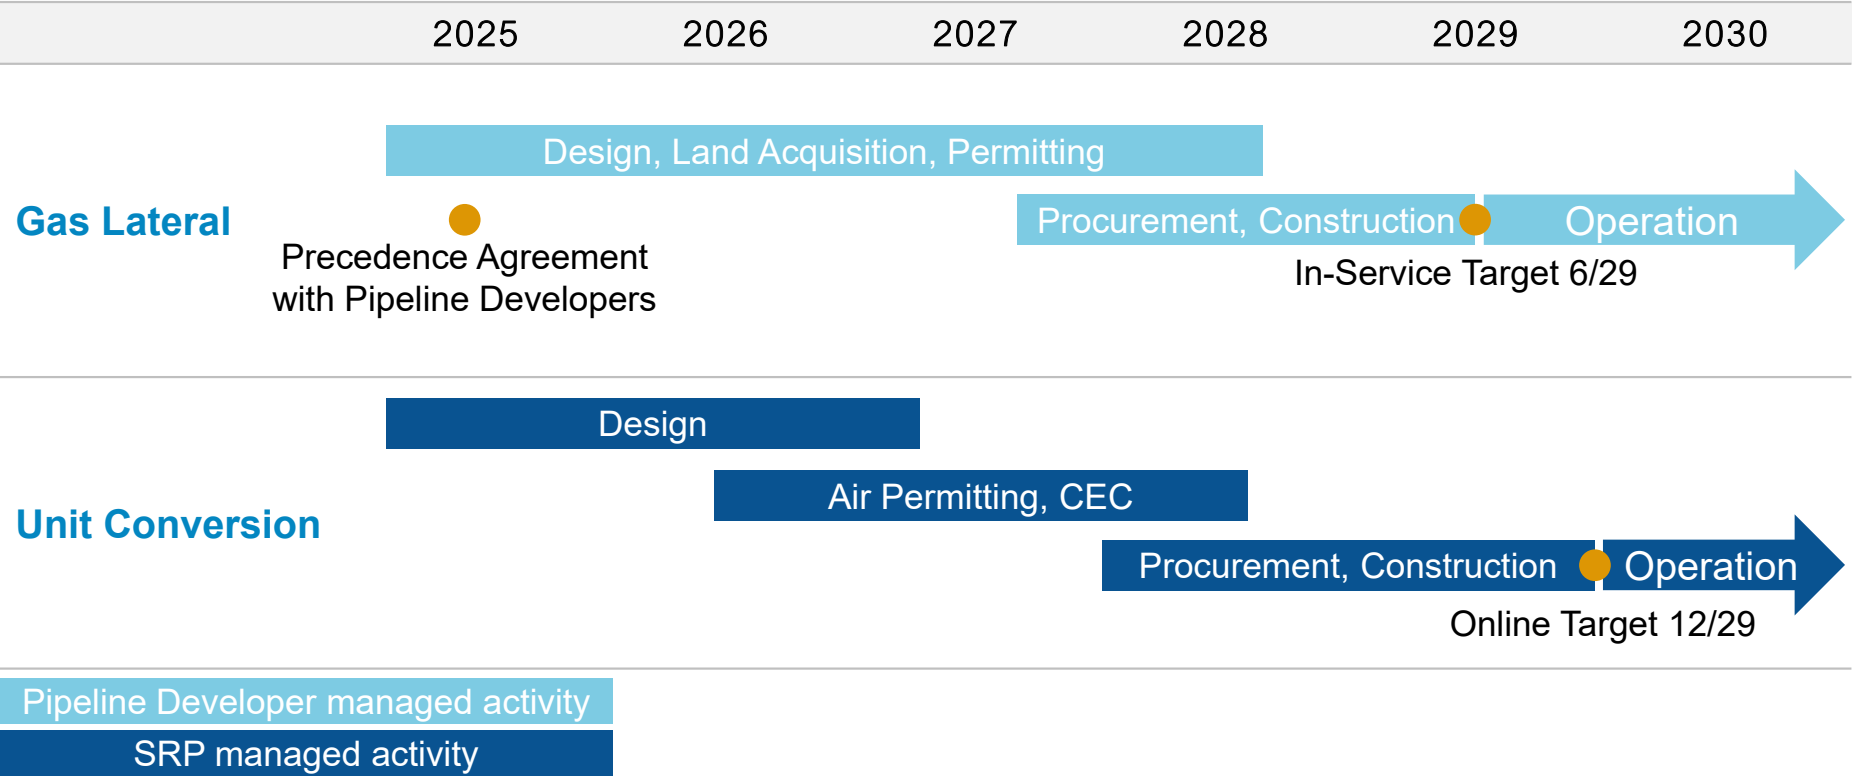 2025 2026 2027 2028 2029 2030
Design, Land Acquisition, Permitting
Gas Lateral
Procurement, Construction
Operation
Precedence Agreement
with Pipeline Developers
In-Service Target 6/29
Design
Air Permitting, CEC
Unit Conversion
Procurement, Construction
Operation
Online Target 12/29
Pipeline Developer managed activity
SRP managed activity